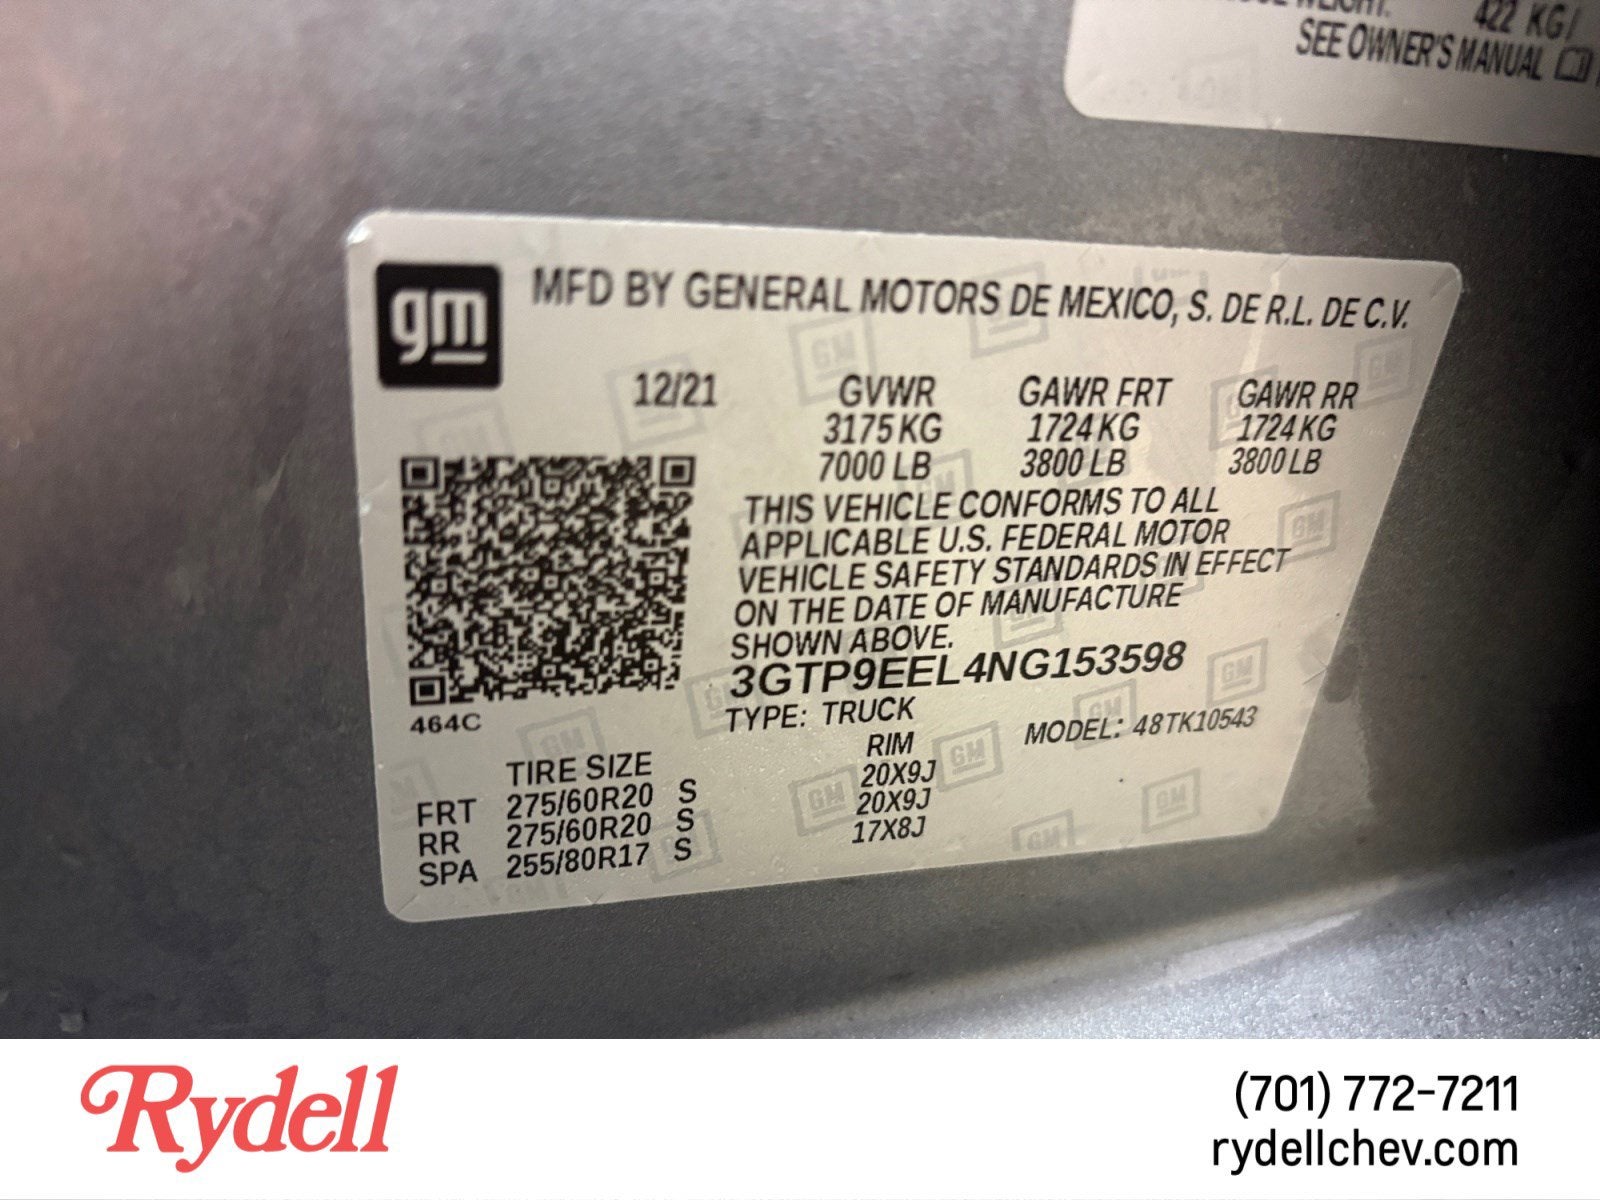 422 KG/
SEE OWNER'S MANUAL
gm
MFD BY GENERAL MOTORS DE MEXICO, S. DE R.L. DE C.V.
12/21 GVWR GAWR FRT GAWR RR
3175 KG 1724 KG 1724 KG
7000 LB 3800 LB 3800 LB
THIS VEHICLE CONFORMS TO ALL
APPLICABLE U.S. FEDERAL MOTOR
VEHICLE SAFETY STANDARDS IN EFFECT
ON THE DATE OF MANUFACTURE
SHOWN ABOVE.
3GTP9EEL4NG153598
464C
TYPE: TRUCK MODEL: 48TK10543
TIRE SIZE RIM
FRT 275/60R20 S 20X9J
RR 275/60R20 S 20X9J
SPA 255/80R17 S 17X8J
Rydell
(701) 772-7211
rydellchev.com